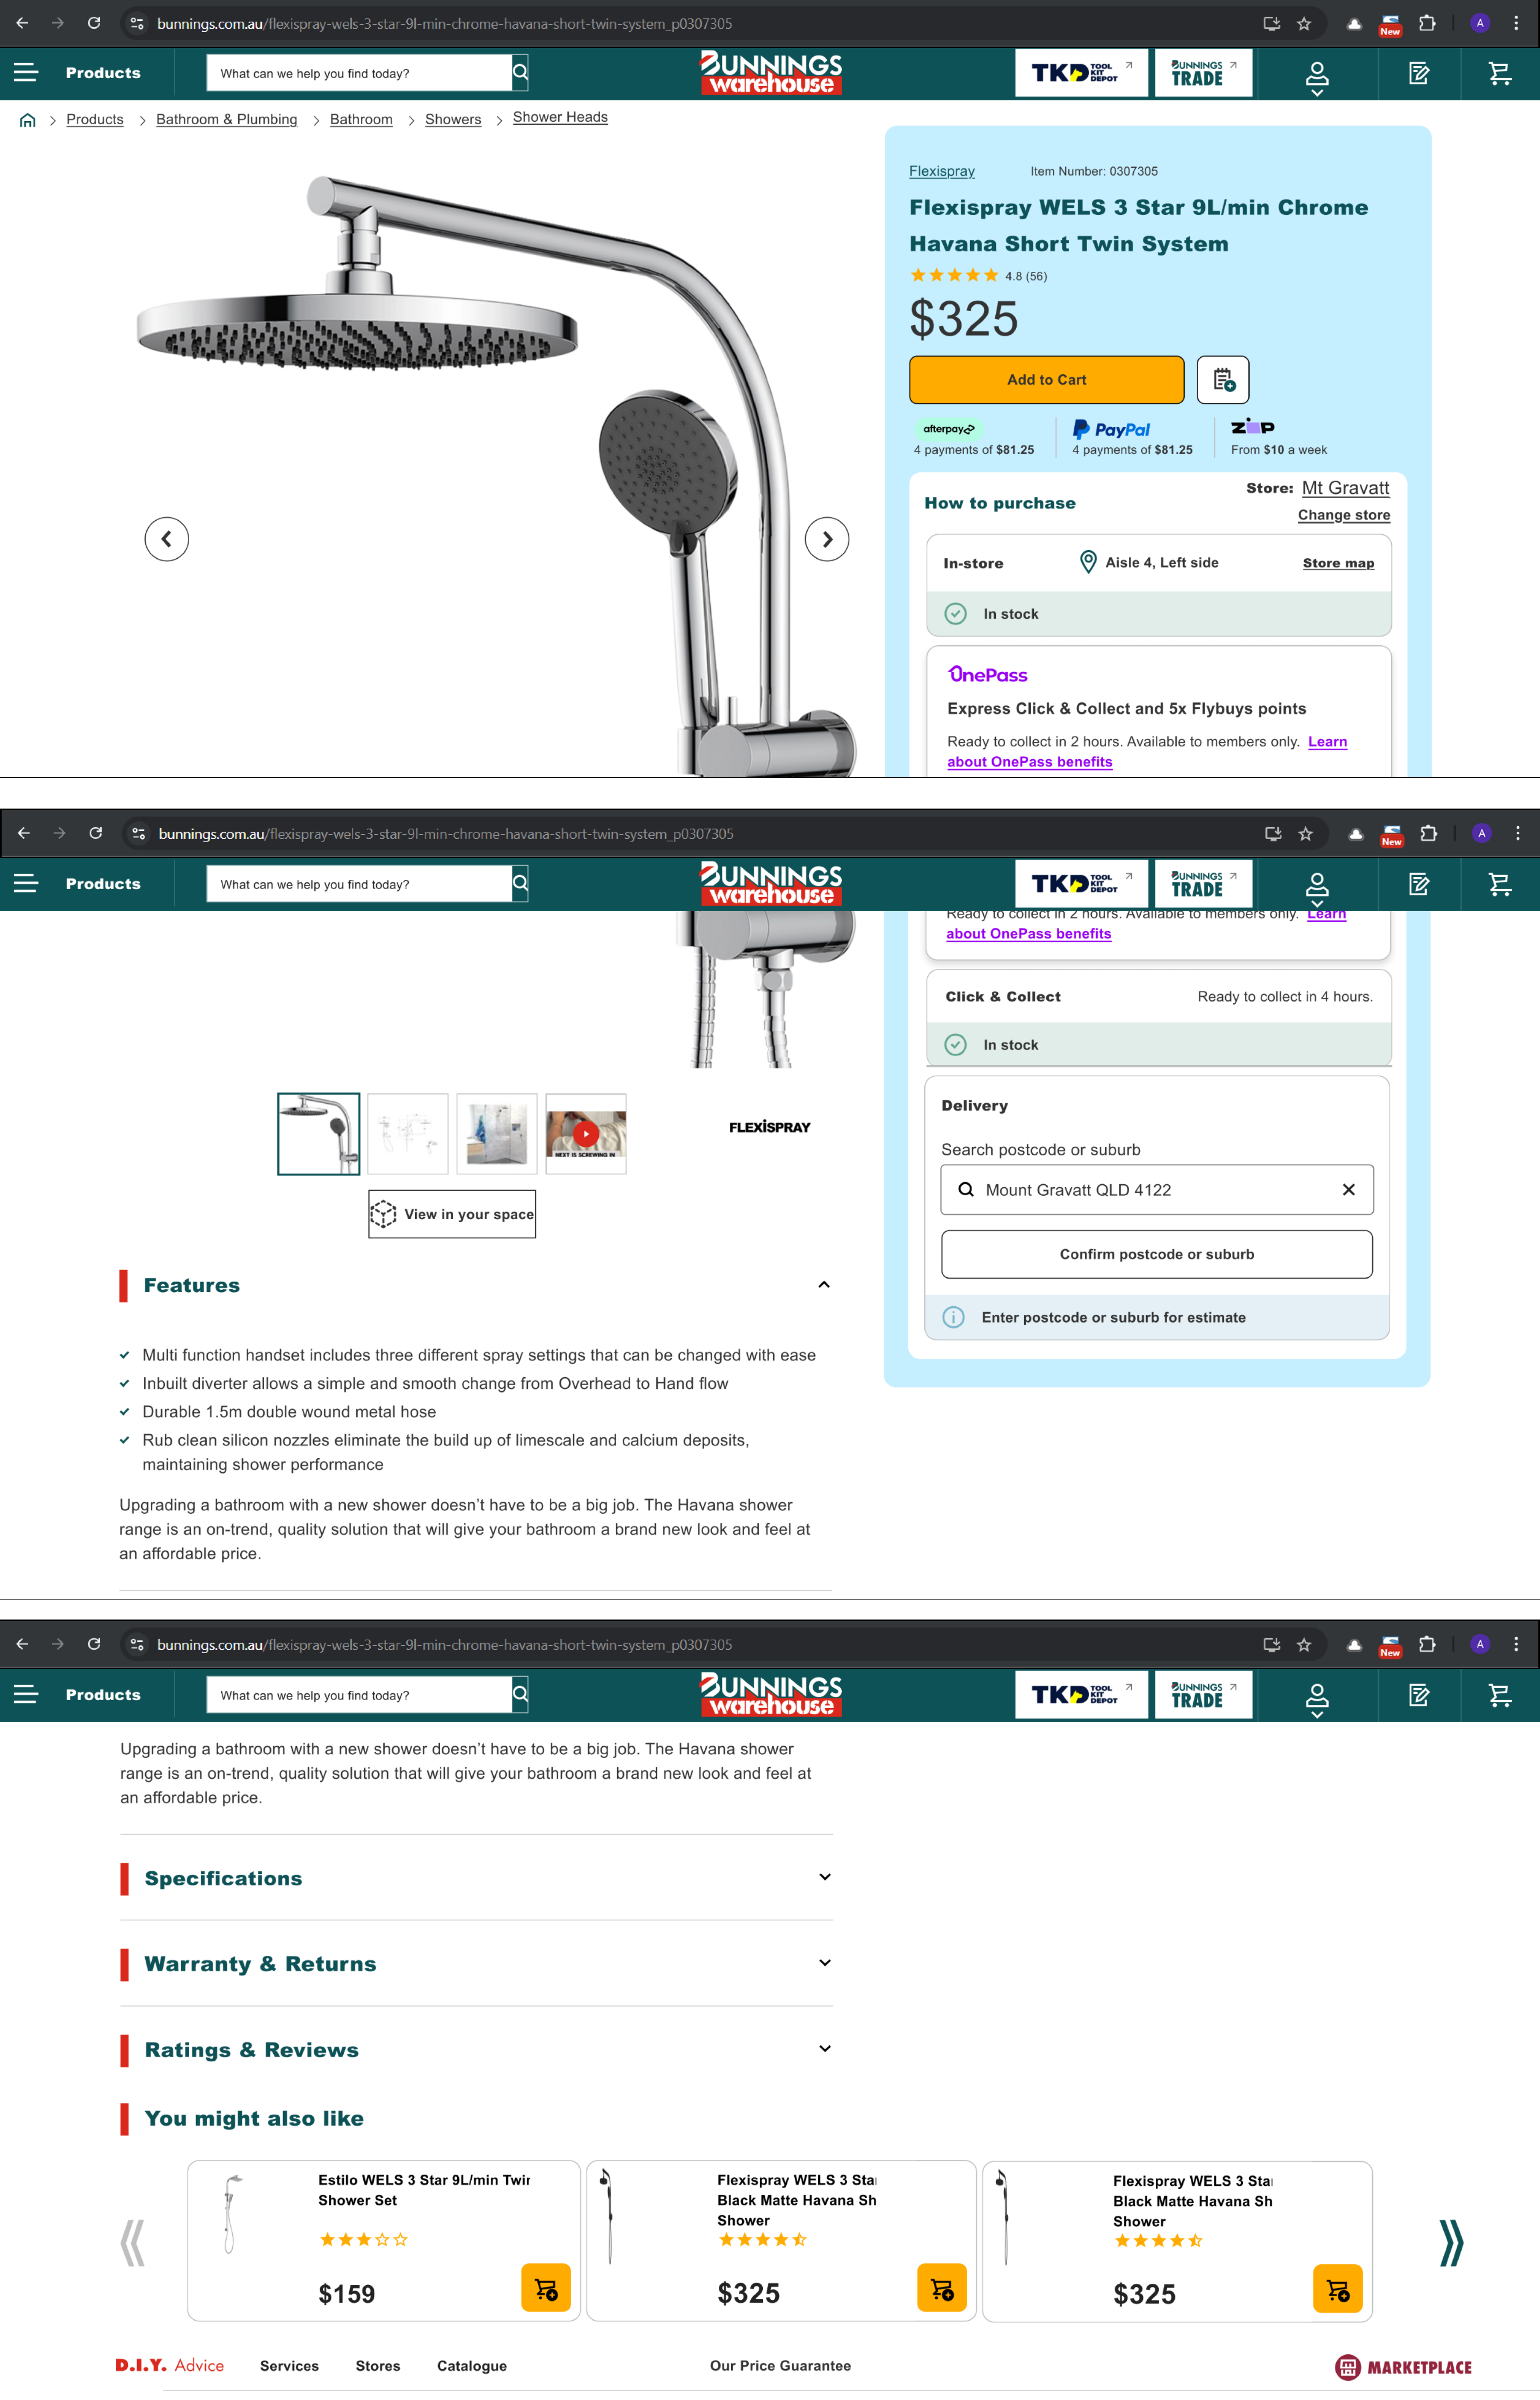 bunnings.com.au/flexispray-wels-3-star-9l-min-chrome-havana-short-twin-system_p0307305
New
A
Products
What can we help you find today?
BUNNINGS
warehouse
TKD TOOL KIT DEPOT
BUNNINGS TRADE
Products
Bathroom & Plumbing
Bathroom
Showers
Shower Heads
Flexispray
Item Number: 0307305
Flexispray WELS 3 Star 9L/min Chrome
Havana Short Twin System
4.8 (56)
$325
Add to Cart
afterpay
PayPal
ZIP
4 payments of $81.25
4 payments of $81.25
From $10 a week
How to purchase
Store: Mt Gravatt
Change store
In-store
Aisle 4, Left side
Store map
In stock
OnePass
Express Click & Collect and 5x Flybuys points
Ready to collect in 2 hours. Available to members only. Learn
about OnePass benefits
bunnings.com.au/flexispray-wels-3-star-9l-min-chrome-havana-short-twin-system_p0307305
New
A
Products
What can we help you find today?
BUNNINGS
warehouse
TKD TOOL KIT DEPOT
BUNNINGS TRADE
Ready to collect in 2 hours. Available to members only. Learn
about OnePass benefits
Click & Collect
Ready to collect in 4 hours.
In stock
NEXT IS SCREWING IN
FLEXISPRAY
View in your space
Delivery
Search postcode or suburb
Mount Gravatt QLD 4122
Confirm postcode or suburb
Enter postcode or suburb for estimate
Features
Multi function handset includes three different spray settings that can be changed with ease
Inbuilt diverter allows a simple and smooth change from Overhead to Hand flow
Durable 1.5m double wound metal hose
Rub clean silicon nozzles eliminate the build up of limescale and calcium deposits,
maintaining shower performance
Upgrading a bathroom with a new shower doesn't have to be a big job. The Havana shower
range is an on-trend, quality solution that will give your bathroom a brand new look and feel at
an affordable price.
bunnings.com.au/flexispray-wels-3-star-9l-min-chrome-havana-short-twin-system_p0307305
New
A
Products
What can we help you find today?
BUNNINGS
warehouse
TKD TOOL KIT DEPOT
BUNNINGS TRADE
Upgrading a bathroom with a new shower doesn't have to be a big job. The Havana shower
range is an on-trend, quality solution that will give your bathroom a brand new look and feel at
an affordable price.
Specifications
Warranty & Returns
Ratings & Reviews
You might also like
Estilo WELS 3 Star 9L/min Twin
Shower Set
$159
Flexispray WELS 3 Sta
Black Matte Havana Sh
Shower
$325
Flexispray WELS 3 Sta
Black Matte Havana Sh
Shower
$325
D.I.Y. Advice
Services
Stores
Catalogue
Our Price Guarantee
MARKETPLACE